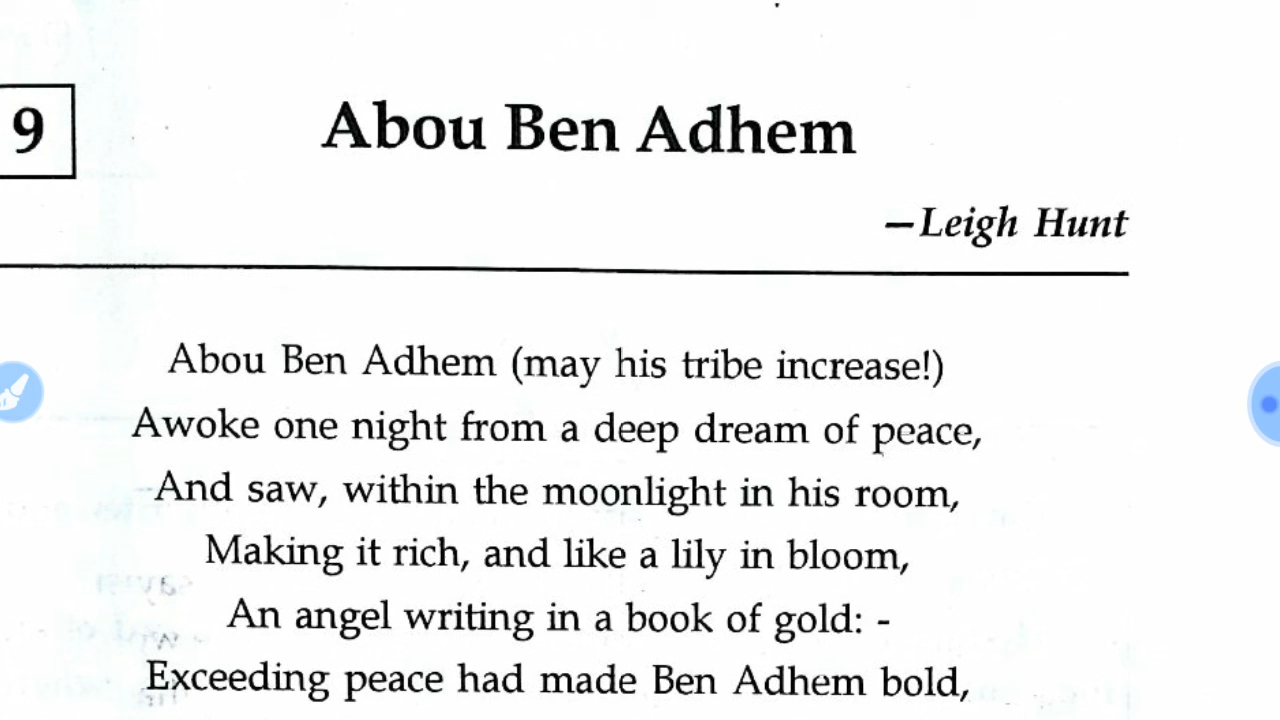 9
Abou Ben Adhem
—Leigh Hunt
Abou Ben Adhem (may his tribe increase!)
Awoke one night from a deep dream of peace,
And saw, within the moonlight in his room,
Making it rich, and like a lily in bloom,
An angel writing in a book of gold: -
Exceeding peace had made Ben Adhem bold,